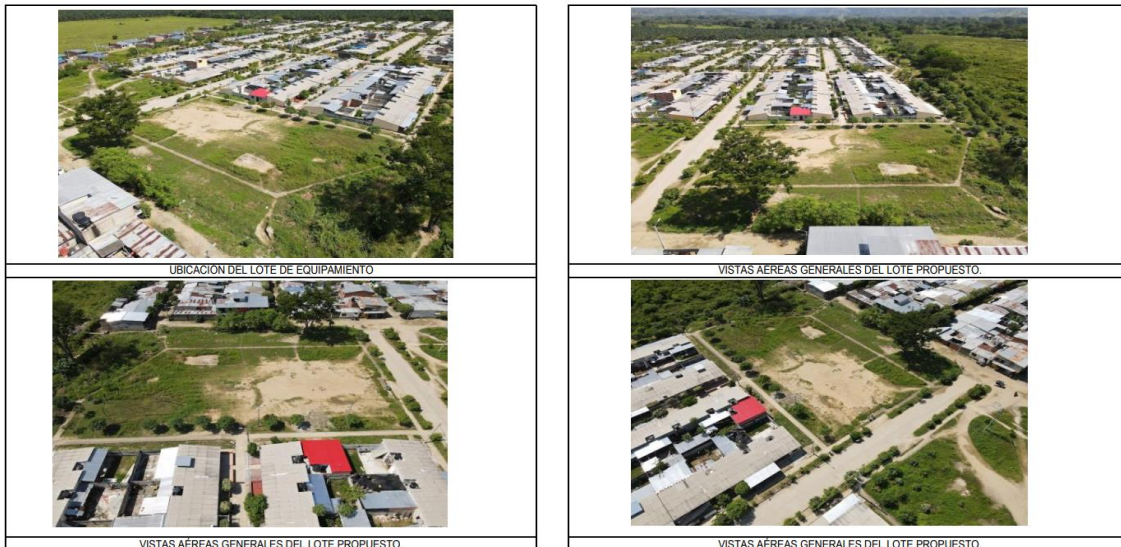 UBICACIÓN DEL LOTE DE EQUIPAMIENTO
VISTAS AÉREAS GENERALES DEL LOTE PROPUESTO.
VISTAS AÉREAS GENERALES DEL LOTE PROPUESTO.
VISTAS AÉREAS GENERALES DEL LOTE PROPUESTO.